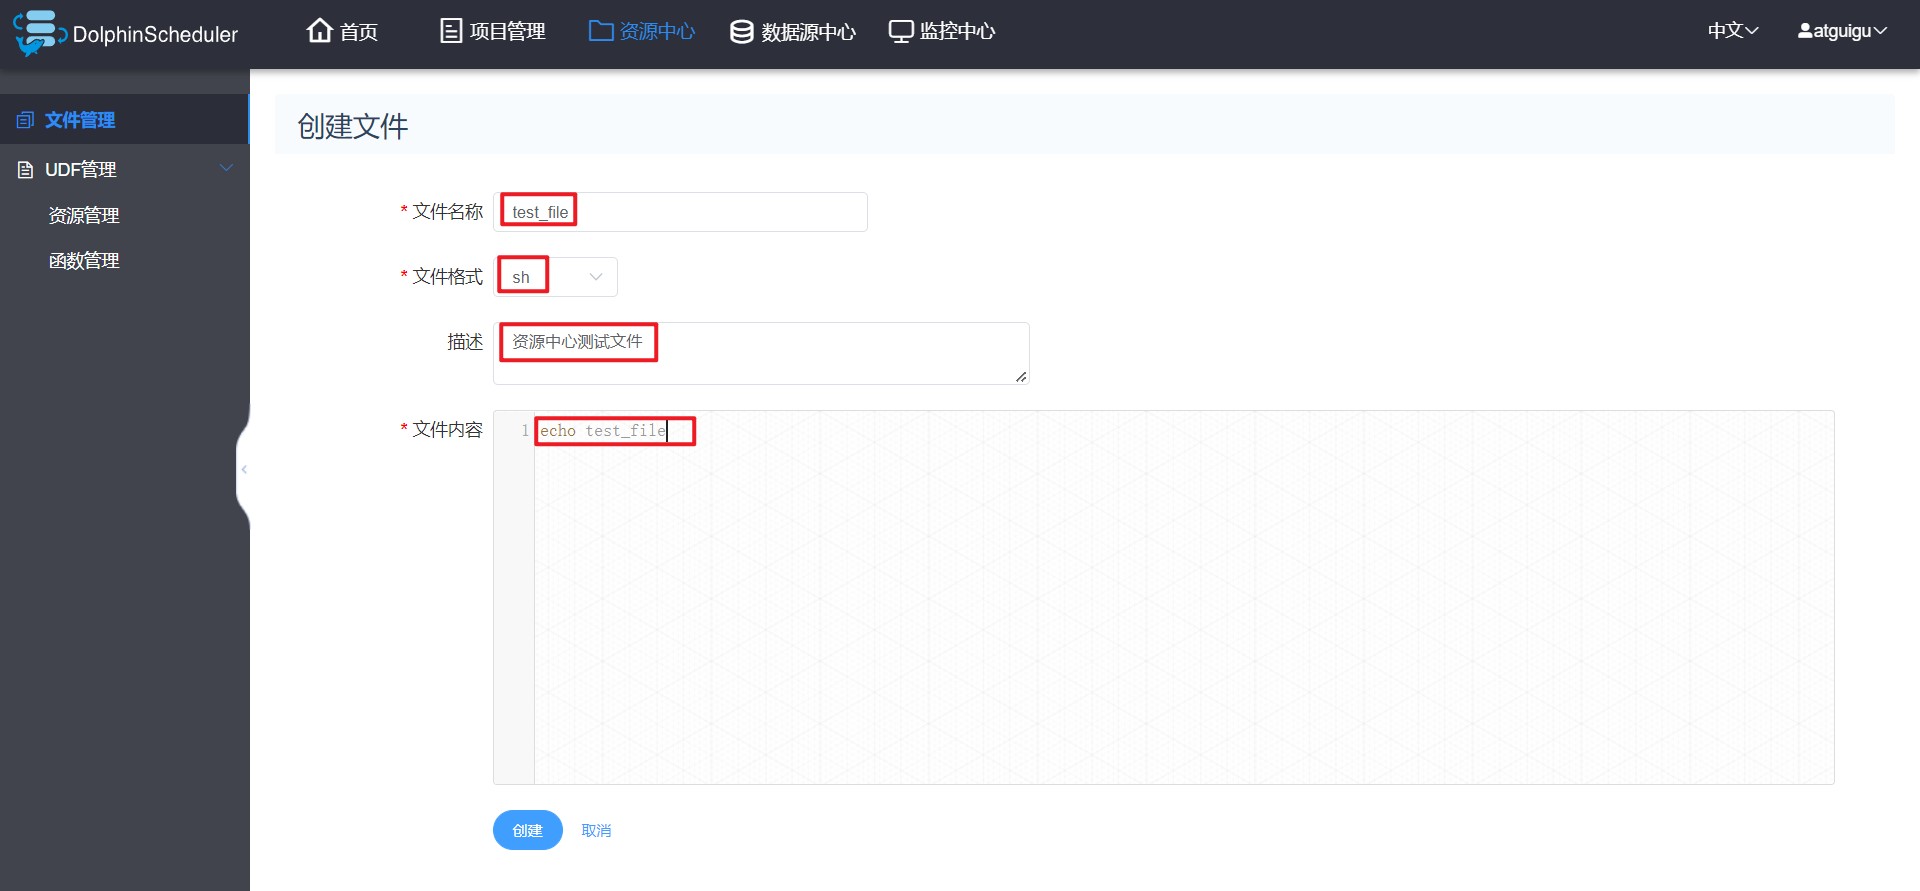 DolphinScheduler 首页 项目管理 资源中心 数据源中心 监控中心 中文 atguigu
文件管理
UDF管理
资源管理
函数管理
创建文件
* 文件名称 test_file
* 文件格式 sh
描述 资源中心测试文件
* 文件内容 1 echo test_file
创建 取消